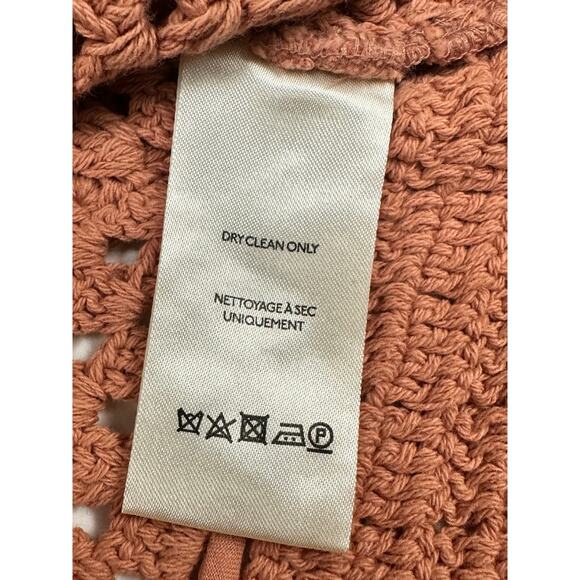 DRY CLEAN ONLY
NETTOYAGE À SEC
UNIQUEMENT
P